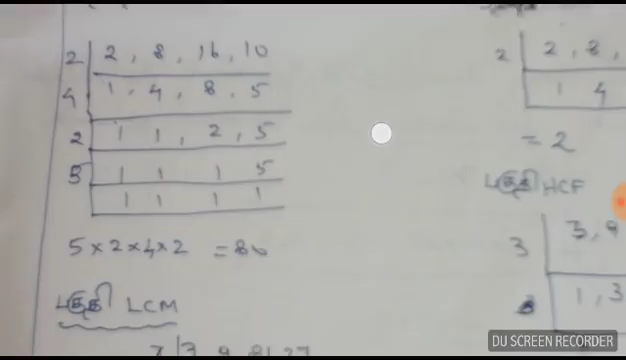 2 | 2 , 8 , 16 , 10
4 | 1 , 4 , 8 , 5
2 | 1 1 , 2 , 5
5 | 1 1 1 5
1 1 1 1
5 × 2 × 4 × 2 = 80
LCM
2 | 2 , 8 ,
1 4
= 2
HCF
3 | 3 , 9
1 , 3
DU SCREEN RECORDER